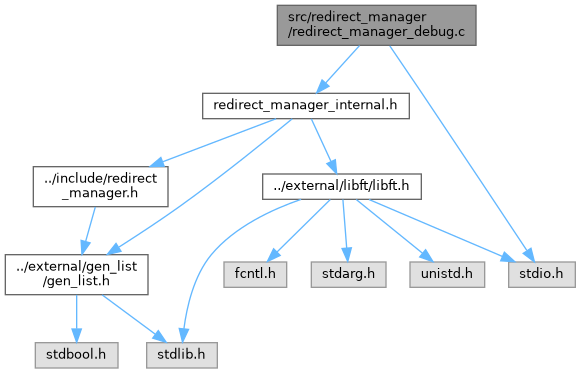 src/redirect_manager
/redirect_manager_debug.c
redirect_manager_internal.h
../include/redirect
_manager.h
../external/libft/libft.h
../external/gen_list
/gen_list.h
fcntl.h
stdarg.h
unistd.h
stdio.h
stdbool.h
stdlib.h